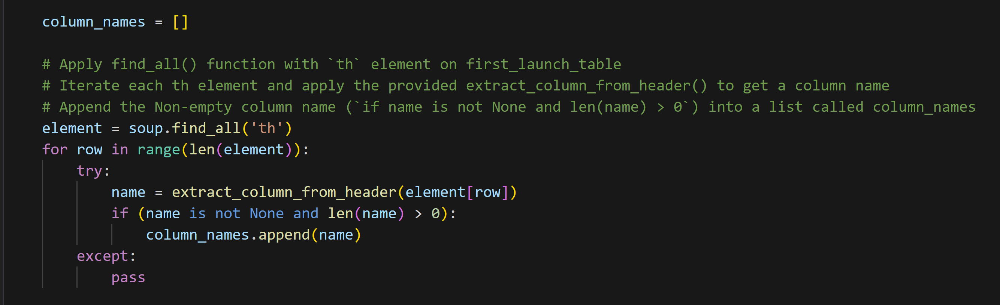 column_names = []
# Apply find_all() function with `th` element on first_launch_table
# Iterate each th element and apply the provided extract_column_from_header() to get a column name
# Append the Non-empty column name (`if name is not None and len(name) > 0`) into a list called column_names
element = soup.find_all('th')
for row in range(len(element)):
    try:
        name = extract_column_from_header(element[row])
        if (name is not None and len(name) > 0):
            column_names.append(name)
    except:
        pass